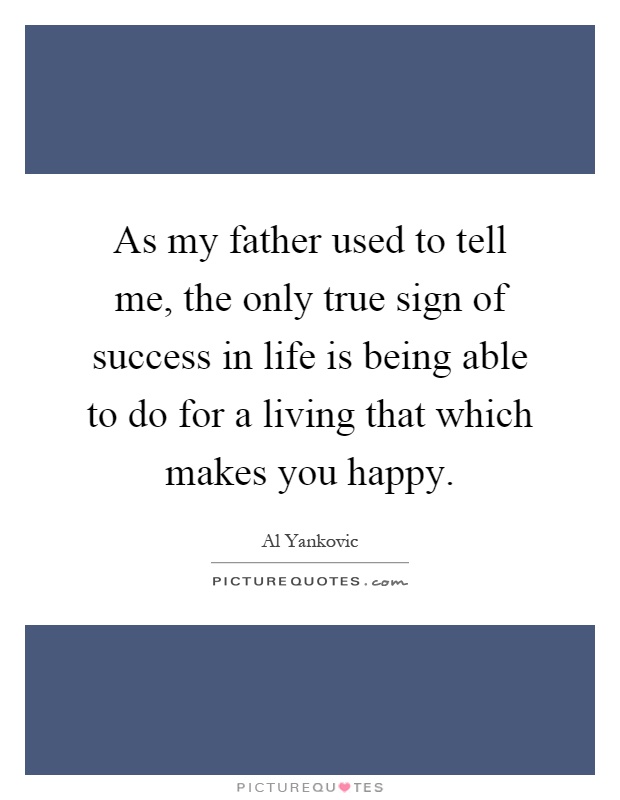 As my father used to tell
me, the only true sign of
success in life is being able
to do for a living that which
makes you happy.
Al Yankovic
PICTUREQUOTES.com
PICTUREQUOTES